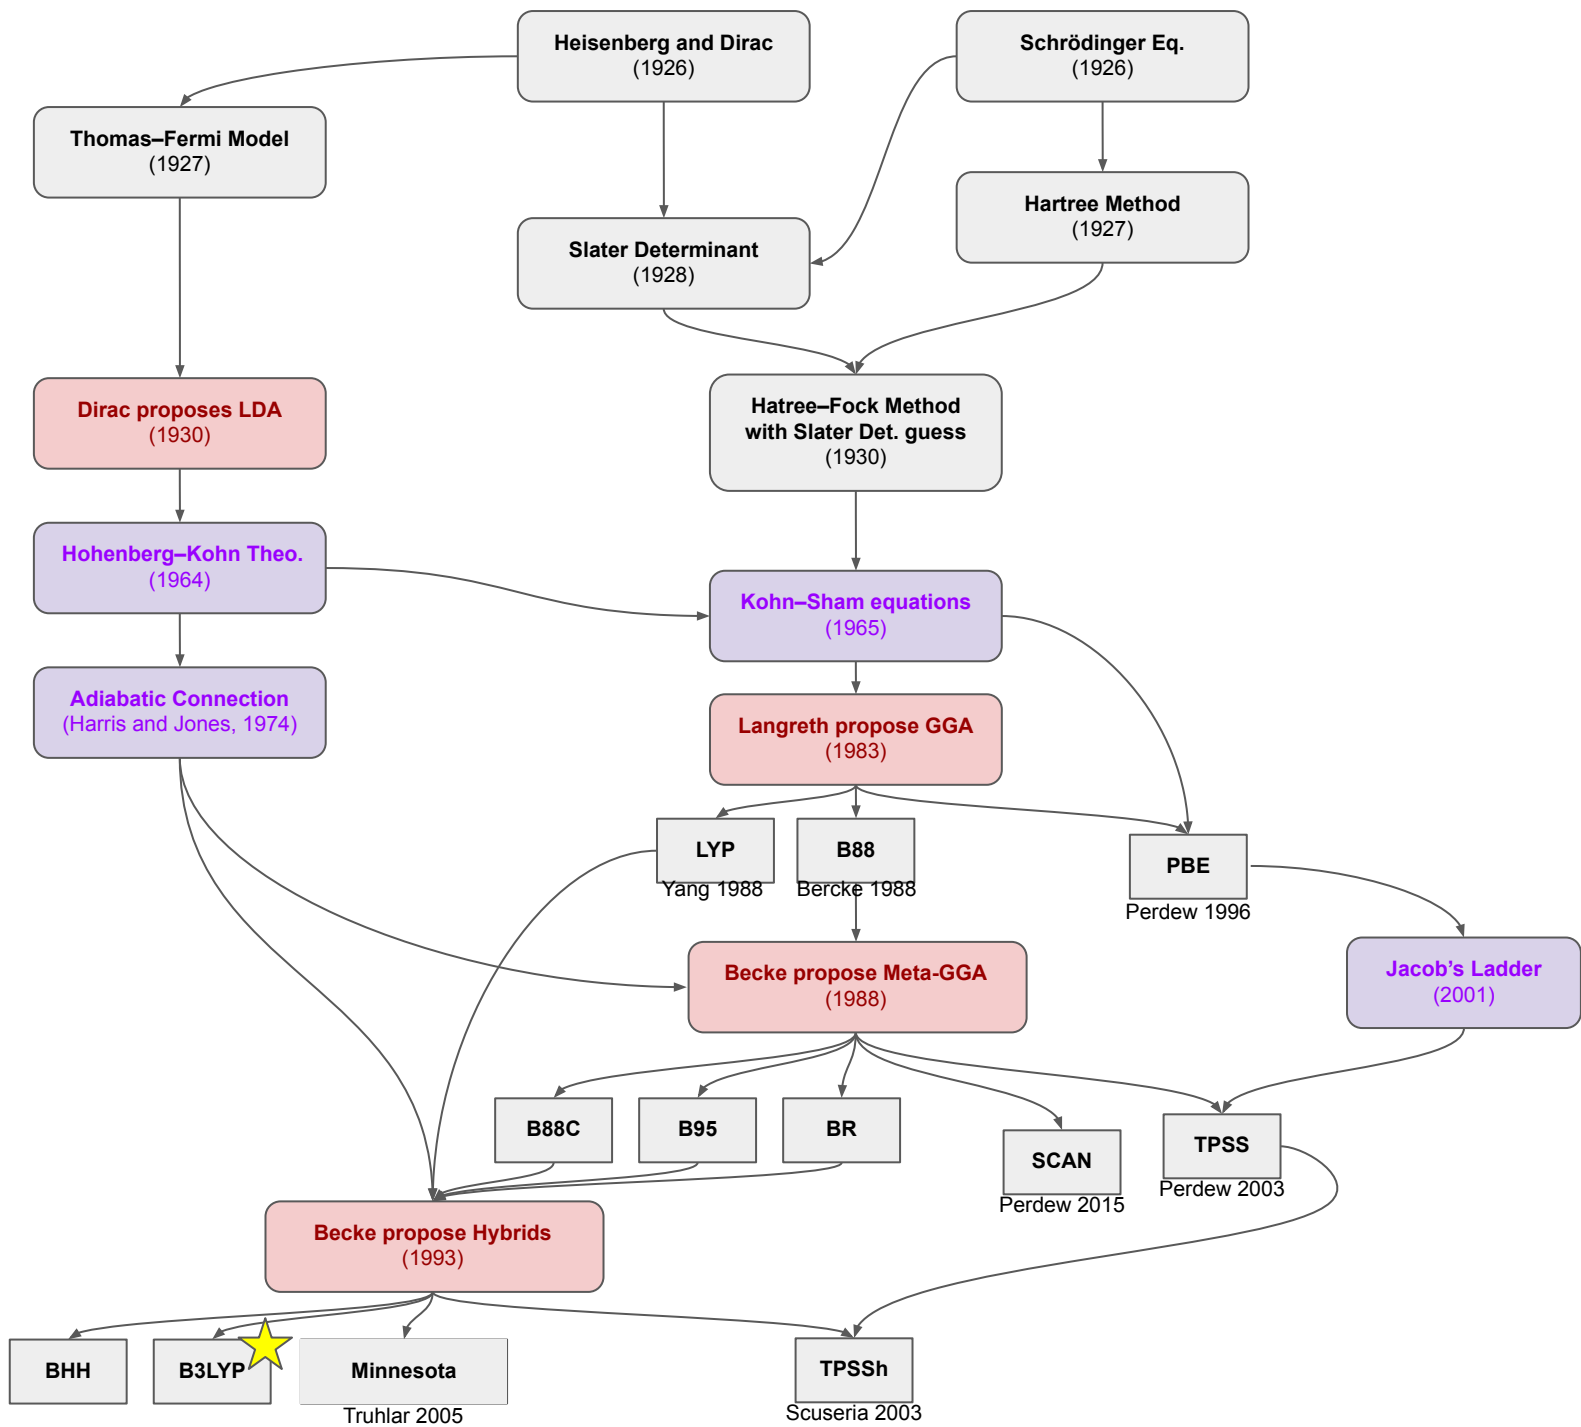 Heisenberg and Dirac
(1926)
Schrödinger Eq.
(1926)
Thomas–Fermi Model
(1927)
Hartree Method
(1927)
Slater Determinant
(1928)
Dirac proposes LDA
(1930)
Hatree–Fock Method
with Slater Det. guess
(1930)
Hohenberg–Kohn Theo.
(1964)
Kohn–Sham equations
(1965)
Adiabatic Connection
(Harris and Jones, 1974)
Langreth propose GGA
(1983)
LYP
Yang 1988
B88
Bercke 1988
PBE
Perdew 1996
Becke propose Meta-GGA
(1988)
Jacob’s Ladder
(2001)
B88C
B95
BR
SCAN
Perdew 2015
TPSS
Perdew 2003
Becke propose Hybrids
(1993)
BHH
B3LYP
Minnesota
Truhlar 2005
TPSSh
Scuseria 2003